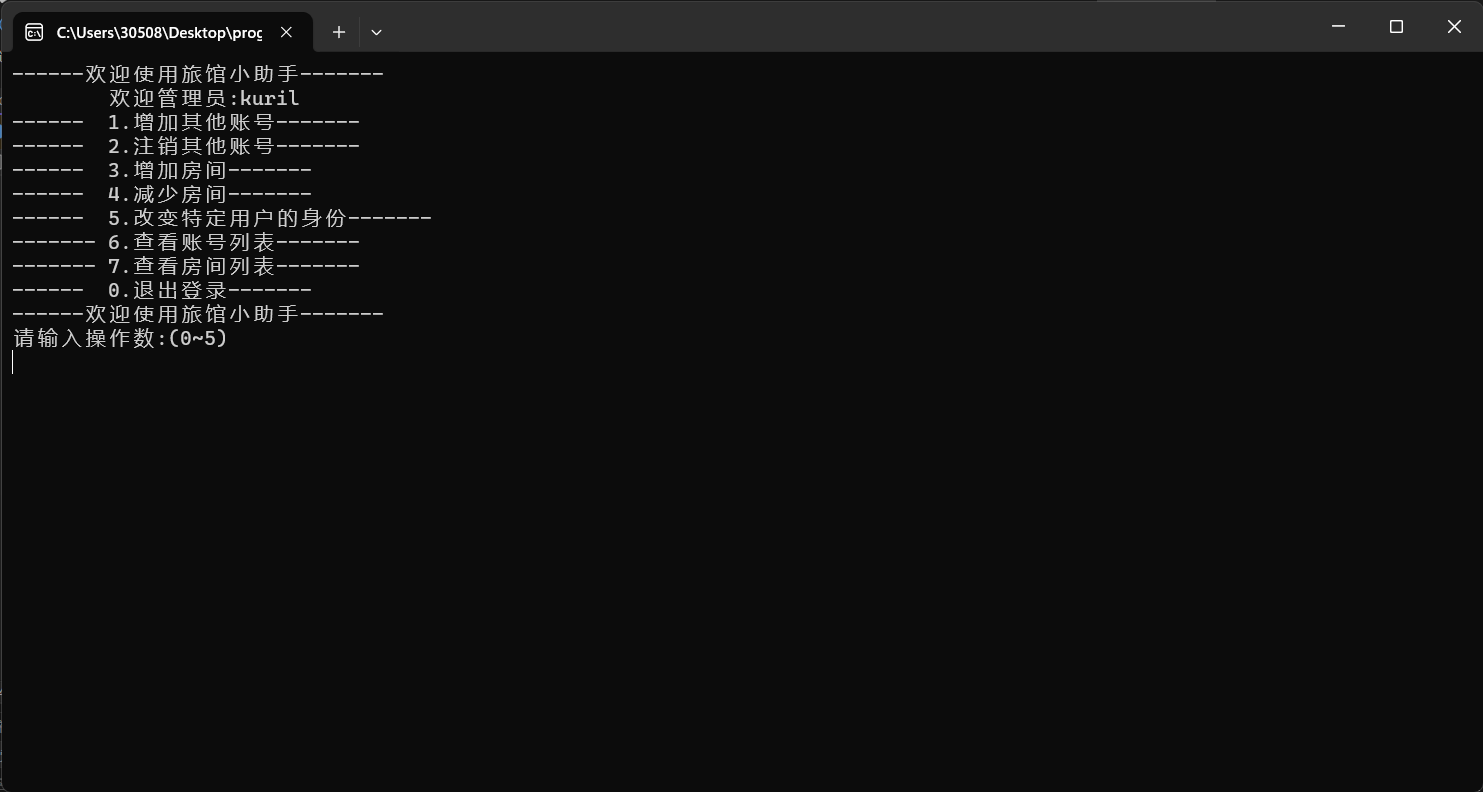 C:\Users\30508\Desktop\prog
------欢迎使用旅馆小助手-------
        欢迎管理员:kuril
------  1.增加其他账号-------
------  2.注销其他账号-------
------  3.增加房间-------
------  4.减少房间-------
------  5.改变特定用户的身份-------
------- 6.查看账号列表-------
------- 7.查看房间列表-------
------  0.退出登录-------
------欢迎使用旅馆小助手-------
请输入操作数:(0~5)